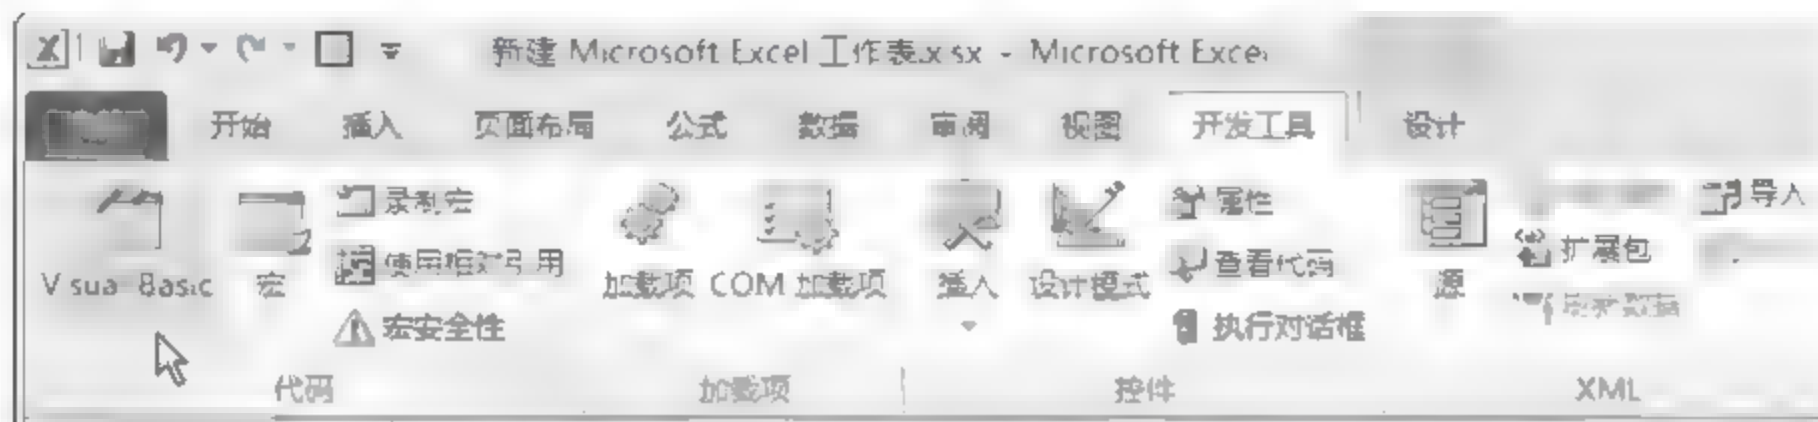 新建 Microsoft Excel 工作表.xlsx - Microsoft Excel
开始 插入 页面布局 公式 数据 审阅 视图 开发工具 设计
录制宏 属性 导入
使用相对引用 查看代码 扩展包
Visual Basic 宏 加载项 COM 加载项 插入 设计模式 源
宏安全性 执行对话框 刷新数据
代码 加载项 控件 XML